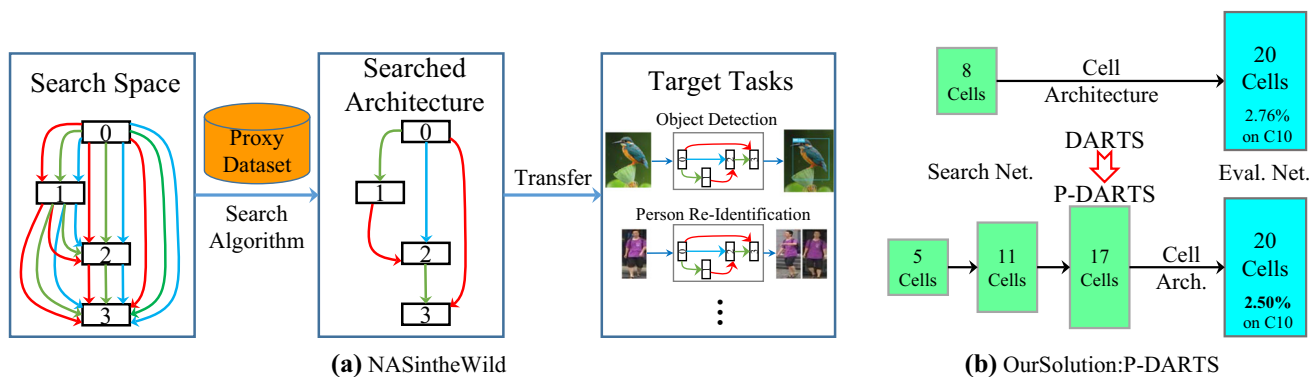 Search Space
0
1
2
3
Proxy
Dataset
Search
Algorithm
Searched
Architecture
0
1
2
3
Transfer
Target Tasks
Object Detection
Person Re-Identification
(a) NASintheWild
8
Cells
Cell
Architecture
20
Cells
2.76%
on C10
DARTS
Search Net.
Eval. Net.
P-DARTS
5
Cells
11
Cells
17
Cells
Cell
Arch.
20
Cells
2.50%
on C10
(b) OurSolution:P-DARTS